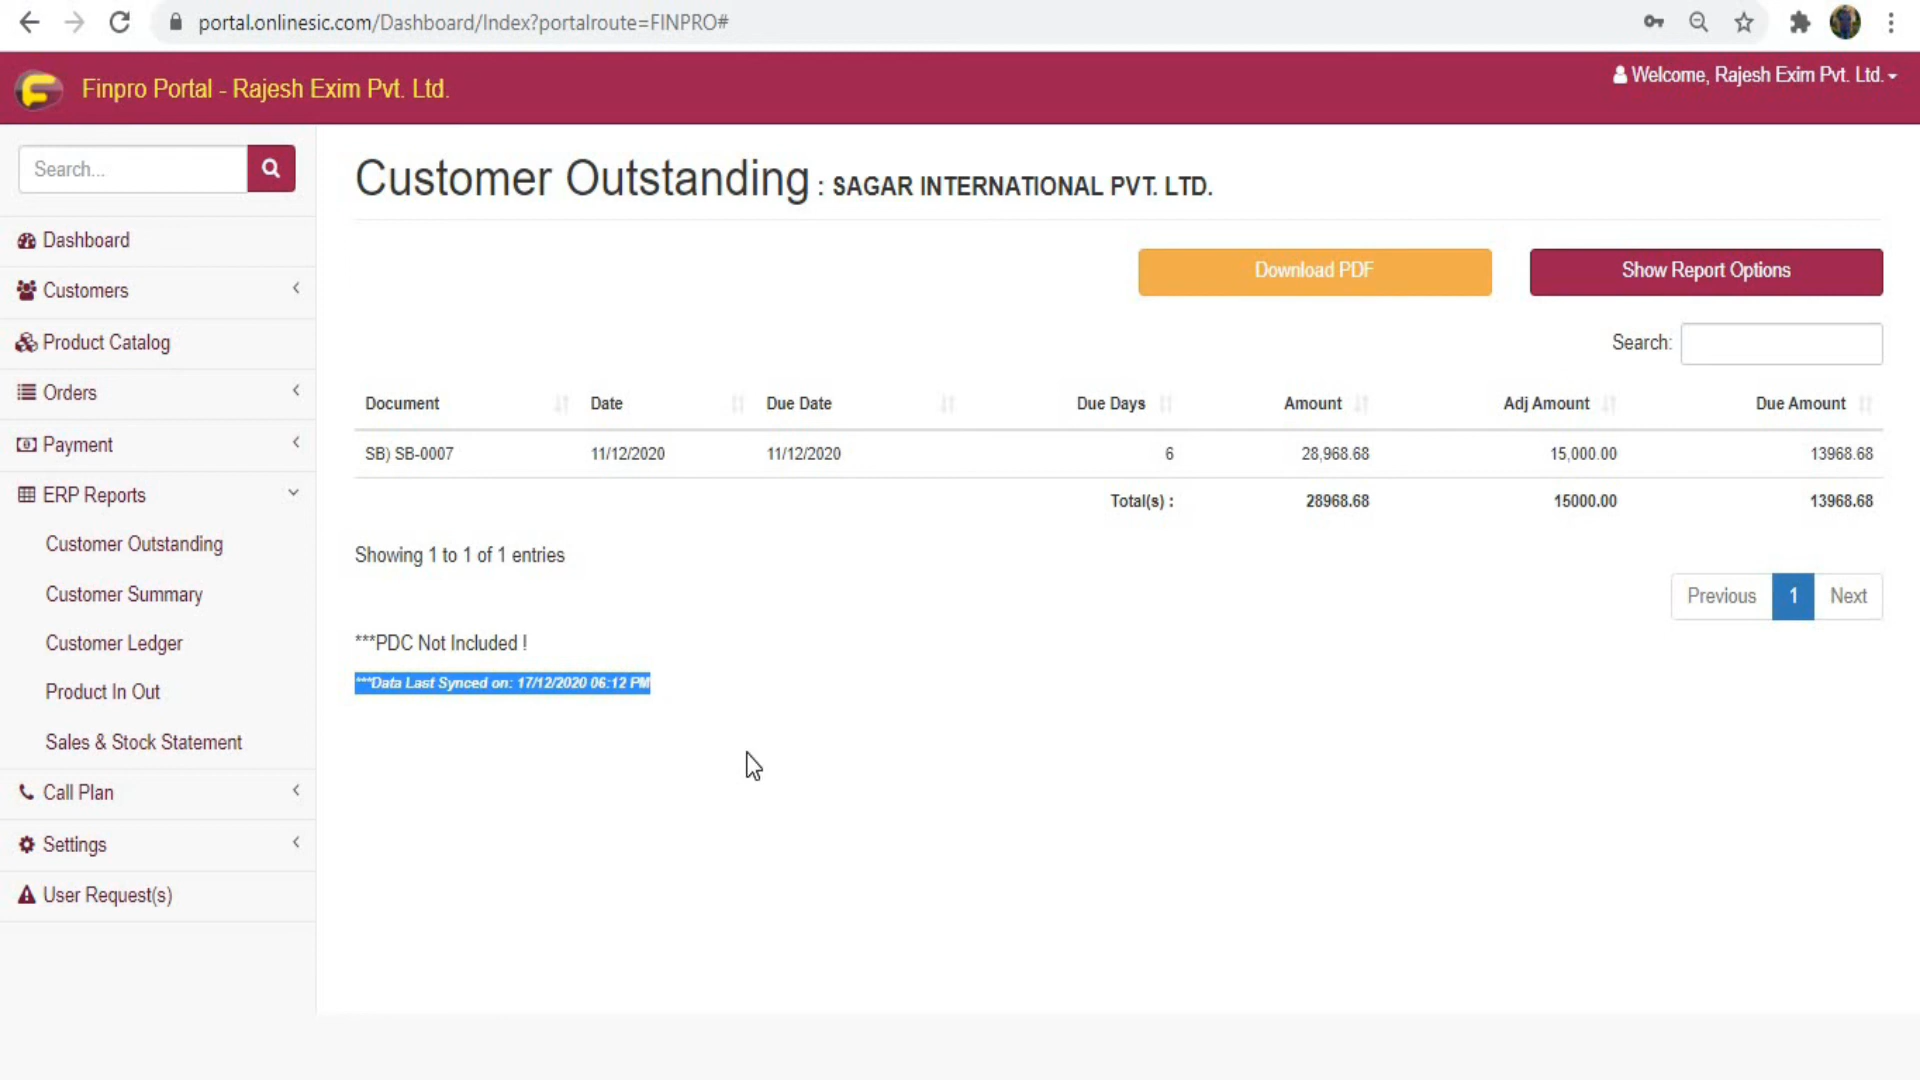 portal.onlinesic.com/Dashboard/Index?portalroute=FINPRO#
Finpro Portal - Rajesh Exim Pvt. Ltd.
Welcome, Rajesh Exim Pvt. Ltd.
Search...
Dashboard
Customers
Product Catalog
Orders
Payment
ERP Reports
Customer Outstanding
Customer Summary
Customer Ledger
Product In Out
Sales & Stock Statement
Call Plan
Settings
User Request(s)
Customer Outstanding : SAGAR INTERNATIONAL PVT. LTD.
Download PDF
Show Report Options
Search:
Document Date Due Date Due Days Amount Adj Amount Due Amount
SB) SB-0007 11/12/2020 11/12/2020 6 28,968.68 15,000.00 13968.68
Total(s) : 28968.68 15000.00 13968.68
Showing 1 to 1 of 1 entries
Previous 1 Next
***PDC Not Included !
***Data Last Synced on: 17/12/2020 06:12 PM